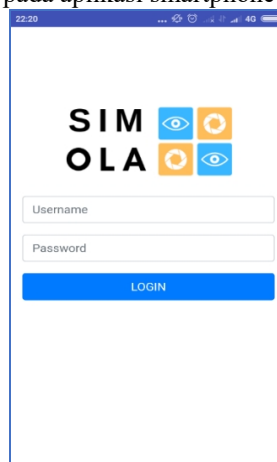 pada aplikasi smartphone
22:20 ... 4G
SIM
OLA
Username
Password
LOGIN